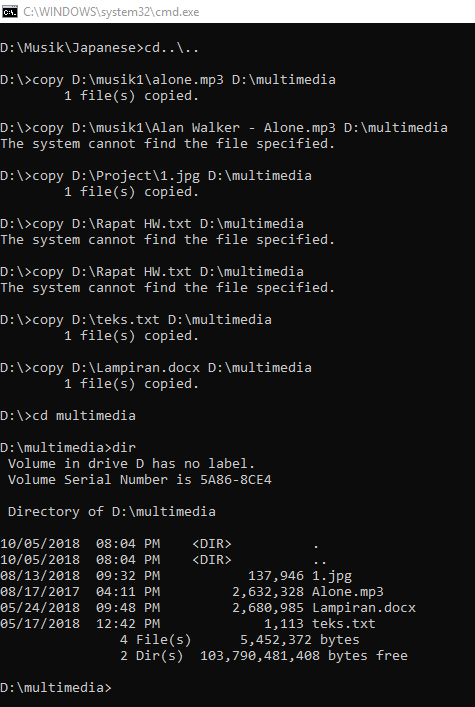 C:\WINDOWS\system32\cmd.exe
D:\Musik\Japanese>cd..\..
D:\>copy D:\musik1\alone.mp3 D:\multimedia
1 file(s) copied.
D:\>copy D:\musik1\Alan Walker - Alone.mp3 D:\multimedia
The system cannot find the file specified.
D:\>copy D:\Project\1.jpg D:\multimedia
1 file(s) copied.
D:\>copy D:\Rapat HW.txt D:\multimedia
The system cannot find the file specified.
D:\>copy D:\Rapat HW.txt D:\multimedia
The system cannot find the file specified.
D:\>copy D:\teks.txt D:\multimedia
1 file(s) copied.
D:\>copy D:\Lampiran.docx D:\multimedia
1 file(s) copied.
D:\>cd multimedia
D:\multimedia>dir
Volume in drive D has no label.
Volume Serial Number is 5A86-8CE4
Directory of D:\multimedia
10/05/2018  08:04 PM    <DIR>          .
10/05/2018  08:04 PM    <DIR>          ..
08/13/2018  09:32 PM           137,946 1.jpg
08/17/2017  04:11 PM         2,632,328 Alone.mp3
05/24/2018  09:48 PM         2,680,985 Lampiran.docx
05/17/2018  12:42 PM             1,113 teks.txt
4 File(s)      5,452,372 bytes
2 Dir(s)  103,790,481,408 bytes free
D:\multimedia>